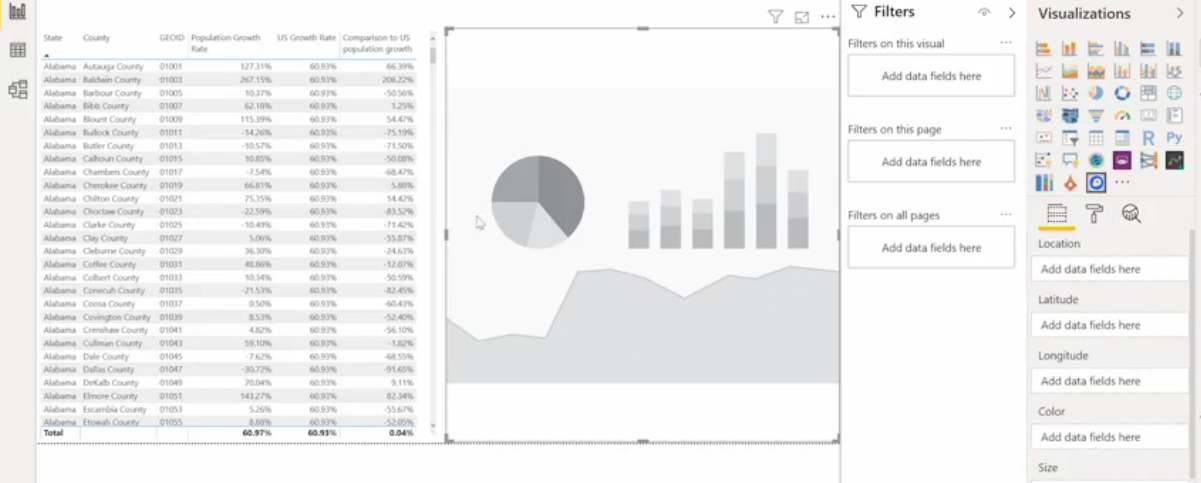 State County GEOID Population Growth Rate US Growth Rate Comparison to US population growth
Alabama Autauga County 01001 127.31% 60.93% 66.39%
Alabama Baldwin County 01003 267.15% 60.93% 206.22%
Alabama Barbour County 01005 10.37% 60.93% -50.56%
Alabama Bibb County 01007 62.18% 60.93% 1.25%
Alabama Blount County 01009 115.39% 60.93% 54.47%
Alabama Bullock County 01011 -14.26% 60.93% -75.19%
Alabama Butler County 01013 -10.57% 60.93% -71.50%
Alabama Calhoun County 01015 10.85% 60.93% -50.08%
Alabama Chambers County 01017 -7.54% 60.93% -68.47%
Alabama Cherokee County 01019 66.81% 60.93% 5.88%
Alabama Chilton County 01021 75.35% 60.93% 14.42%
Alabama Choctaw County 01023 -22.59% 60.93% -83.52%
Alabama Clarke County 01025 -10.49% 60.93% -71.42%
Alabama Clay County 01027 5.06% 60.93% -55.87%
Alabama Cleburne County 01029 36.30% 60.93% -24.63%
Alabama Coffee County 01031 48.86% 60.93% -12.07%
Alabama Colbert County 01033 10.34% 60.93% -50.59%
Alabama Conecuh County 01035 -21.53% 60.93% -82.45%
Alabama Coosa County 01037 0.50% 60.93% -60.43%
Alabama Covington County 01039 8.53% 60.93% -52.40%
Alabama Crenshaw County 01041 4.82% 60.93% -56.10%
Alabama Cullman County 01043 59.10% 60.93% -1.82%
Alabama Dale County 01045 -7.62% 60.93% -68.55%
Alabama Dallas County 01047 -30.72% 60.93% -91.65%
Alabama DeKalb County 01049 70.04% 60.93% 9.11%
Alabama Elmore County 01051 143.27% 60.93% 82.34%
Alabama Escambia County 01053 5.26% 60.93% -55.67%
Alabama Etowah County 01055 8.88% 60.93% -52.05%
Total 60.97% 60.93% 0.04%
Filters
Filters on this visual
Add data fields here
Filters on this page
Add data fields here
Filters on all pages
Add data fields here
Visualizations
R Py
Location
Add data fields here
Latitude
Add data fields here
Longitude
Add data fields here
Color
Add data fields here
Size